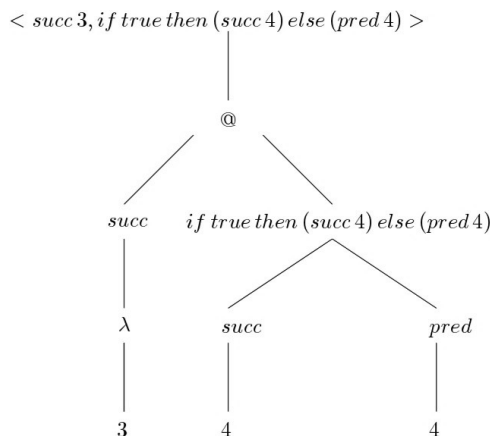 < succ 3, if true then (succ 4) else (pred 4) >
@
succ if true then (succ 4) else (pred 4)
λ succ pred
3 4 4